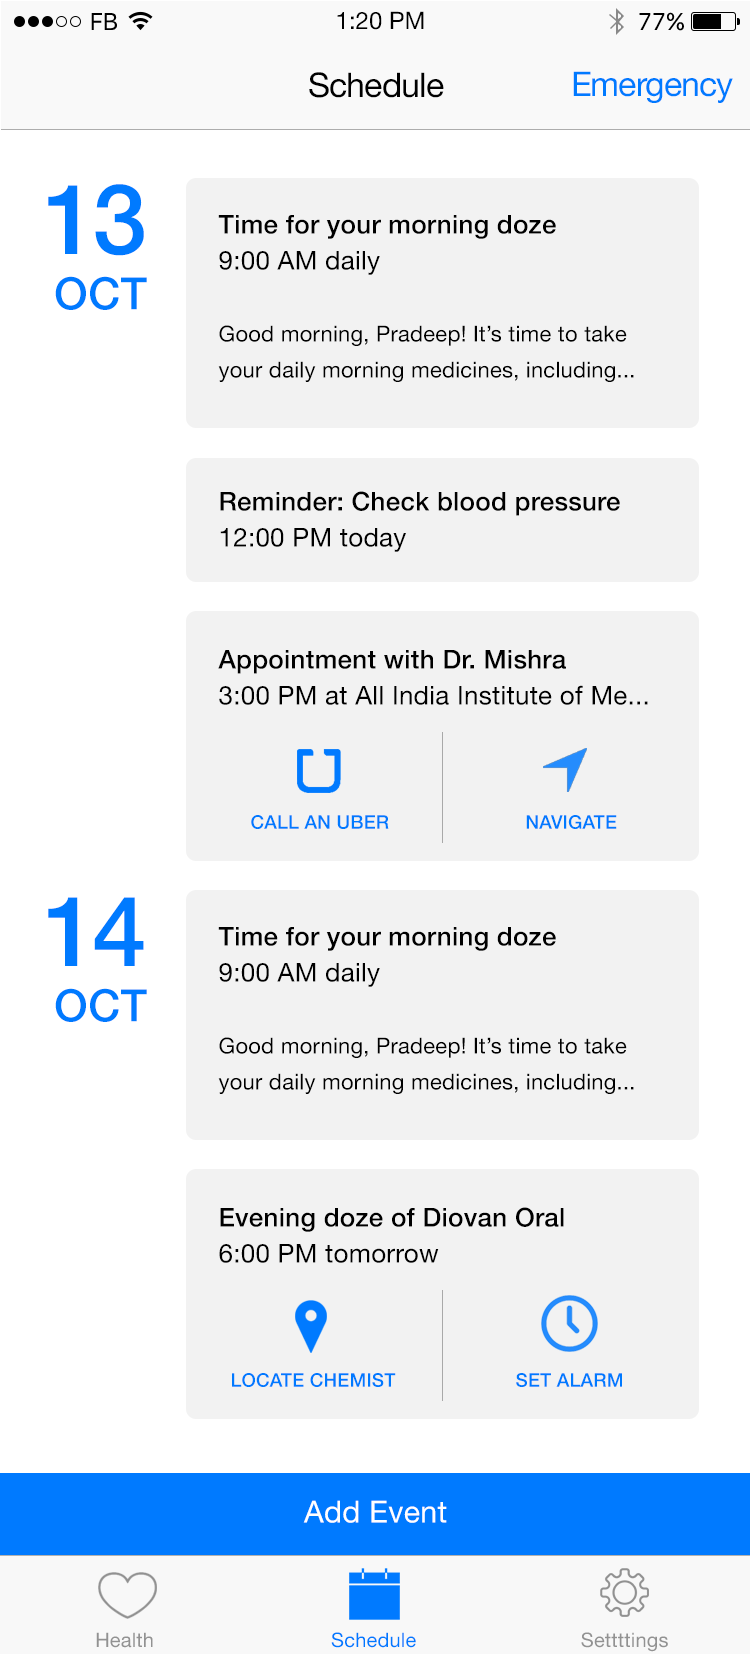 FB 1:20 PM 77%
Schedule Emergency
13
OCT
Time for your morning doze
9:00 AM daily
Good morning, Pradeep! It’s time to take
your daily morning medicines, including...
Reminder: Check blood pressure
12:00 PM today
Appointment with Dr. Mishra
3:00 PM at All India Institute of Me...
CALL AN UBER NAVIGATE
14
OCT
Time for your morning doze
9:00 AM daily
Good morning, Pradeep! It’s time to take
your daily morning medicines, including...
Evening doze of Diovan Oral
6:00 PM tomorrow
LOCATE CHEMIST SET ALARM
Add Event
Health Schedule Settttings